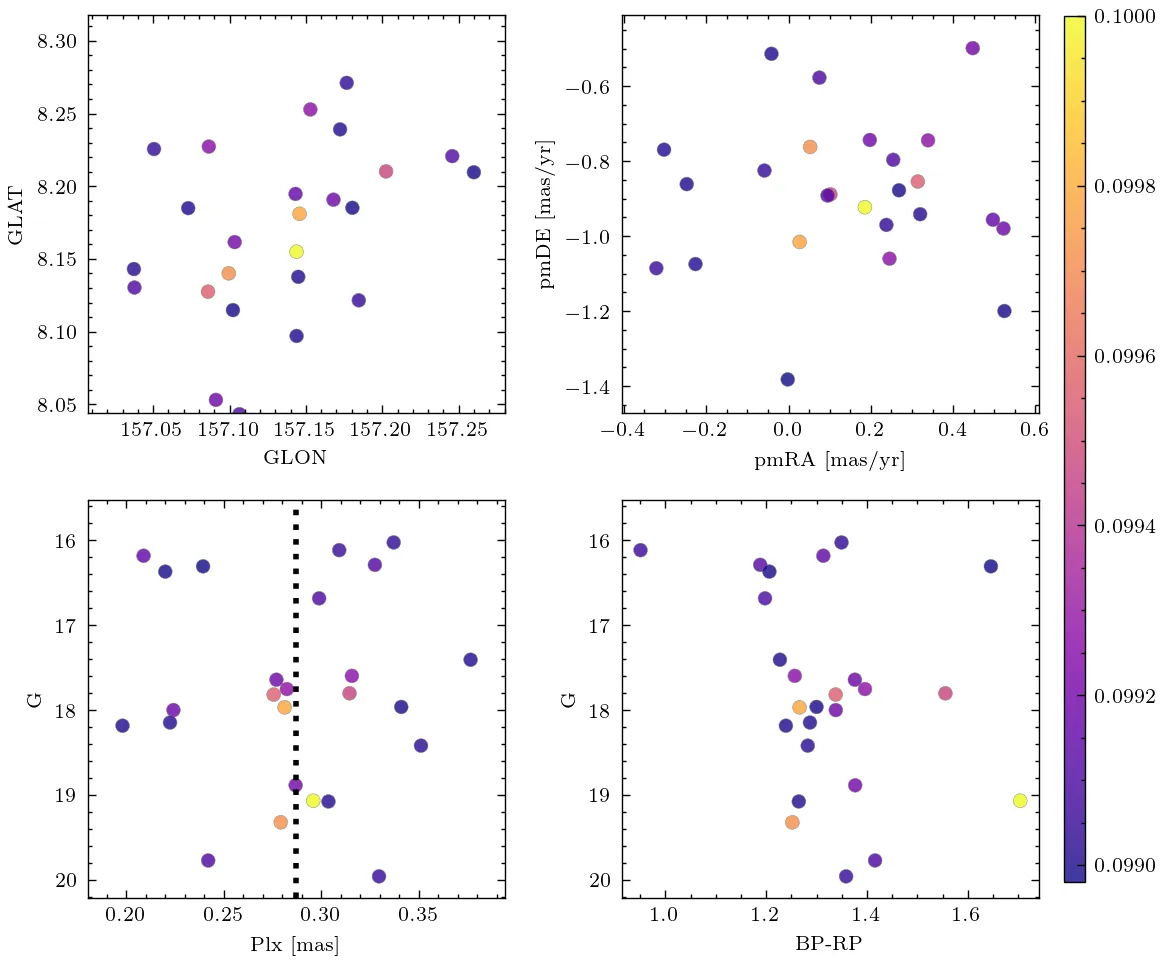 8.30
8.25
8.20
8.15
8.10
8.05
GLAT
157.05 157.10 157.15 157.20 157.25
GLON
−0.6
−0.8
−1.0
−1.2
−1.4
pmDE [mas/yr]
−0.4 −0.2 0.0 0.2 0.4 0.6
pmRA [mas/yr]
0.1000
0.0998
0.0996
0.0994
0.0992
0.0990
16
17
18
19
20
G
0.20 0.25 0.30 0.35
Plx [mas]
16
17
18
19
20
G
1.0 1.2 1.4 1.6
BP-RP